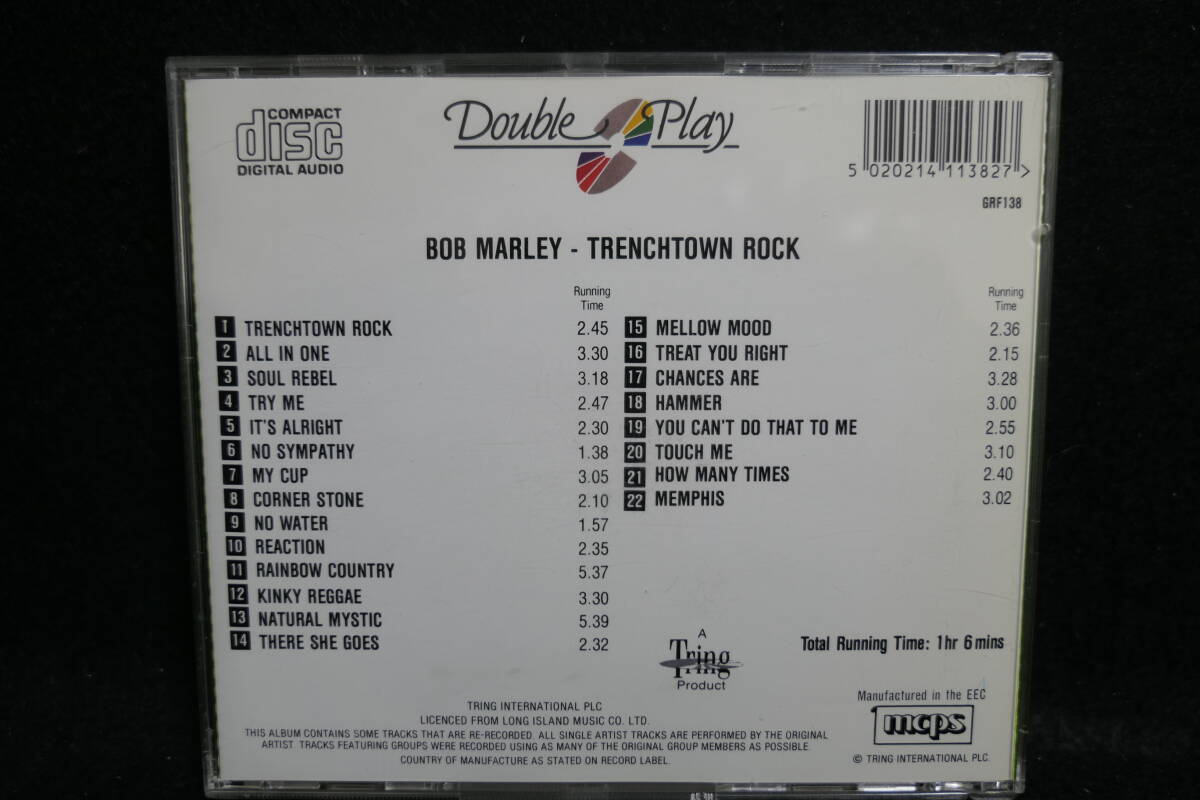 COMPACT
disc
DIGITAL AUDIO
Double Play
5 020214 113827 >
GRF138
BOB MARLEY - TRENCHTOWN ROCK
Running
Time
1 TRENCHTOWN ROCK 2.45
2 ALL IN ONE 3.30
3 SOUL REBEL 3.18
4 TRY ME 2.47
5 IT'S ALRIGHT 2.30
6 NO SYMPATHY 1.38
7 MY CUP 3.05
8 CORNER STONE 2.10
9 NO WATER 1.57
10 REACTION 2.35
11 RAINBOW COUNTRY 5.37
12 KINKY REGGAE 3.30
13 NATURAL MYSTIC 5.39
14 THERE SHE GOES 2.32
Running
Time
15 MELLOW MOOD 2.36
16 TREAT YOU RIGHT 2.15
17 CHANCES ARE 3.28
18 HAMMER 3.00
19 YOU CAN'T DO THAT TO ME 2.55
20 TOUCH ME 3.10
21 HOW MANY TIMES 2.40
22 MEMPHIS 3.02
A
Tring
Product
Total Running Time: 1hr 6 mins
Manufactured in the EEC
mcps
© TRING INTERNATIONAL PLC.
TRING INTERNATIONAL PLC
LICENCED FROM LONG ISLAND MUSIC CO. LTD.
THIS ALBUM CONTAINS SOME TRACKS THAT ARE RE-RECORDED. ALL SINGLE ARTIST TRACKS ARE PERFORMED BY THE ORIGINAL
ARTIST. TRACKS FEATURING GROUPS WERE RECORDED USING AS MANY OF THE ORIGINAL GROUP MEMBERS AS POSSIBLE.
COUNTRY OF MANUFACTURE AS STATED ON RECORD LABEL.